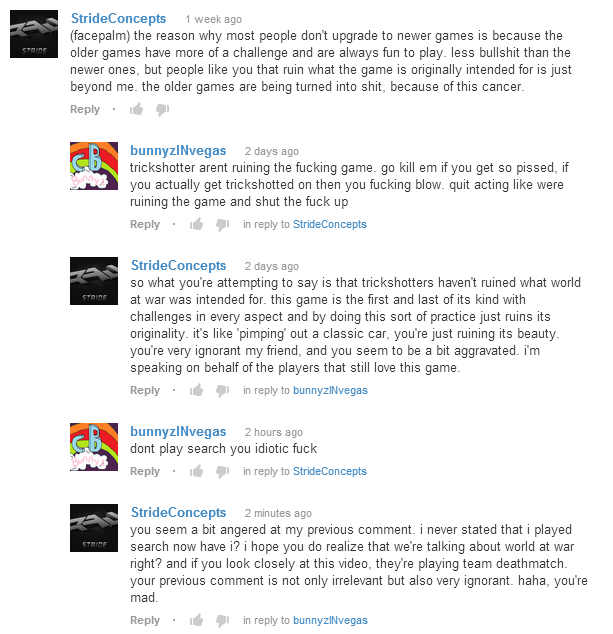 StrideConcepts 1 week ago
(facepalm) the reason why most people don't upgrade to newer games is because the
older games have more of a challenge and are always fun to play. less bullshit than the
newer ones, but people like you that ruin what the game is originally intended for is just
beyond me. the older games are being turned into shit, because of this cancer.
Reply ·
STRIDE
bunnyzINvegas 2 days ago
trickshotter arent ruining the fucking game. go kill em if you get so pissed, if
you actually get trickshotted on then you fucking blow. quit acting like were
ruining the game and shut the fuck up
Reply · in reply to StrideConcepts
CB
StrideConcepts 2 days ago
so what you're attempting to say is that trickshotters haven't ruined what world
at war was intended for. this game is the first and last of its kind with
challenges in every aspect and by doing this sort of practice just ruins its
originality. it's like 'pimping' out a classic car, you're just ruining its beauty.
you're very ignorant my friend, and you seem to be a bit aggravated. i'm
speaking on behalf of the players that still love this game.
Reply · in reply to bunnyzINvegas
STRIDE
bunnyzINvegas 2 hours ago
dont play search you idiotic fuck
Reply · in reply to StrideConcepts
CB
StrideConcepts 2 minutes ago
you seem a bit angered at my previous comment. i never stated that i played
search now have i? i hope you do realize that we're talking about world at war
right? and if you look closely at this video, they're playing team deathmatch.
your previous comment is not only irrelevant but also very ignorant. haha, you're
mad.
Reply · in reply to bunnyzINvegas
STRIDE